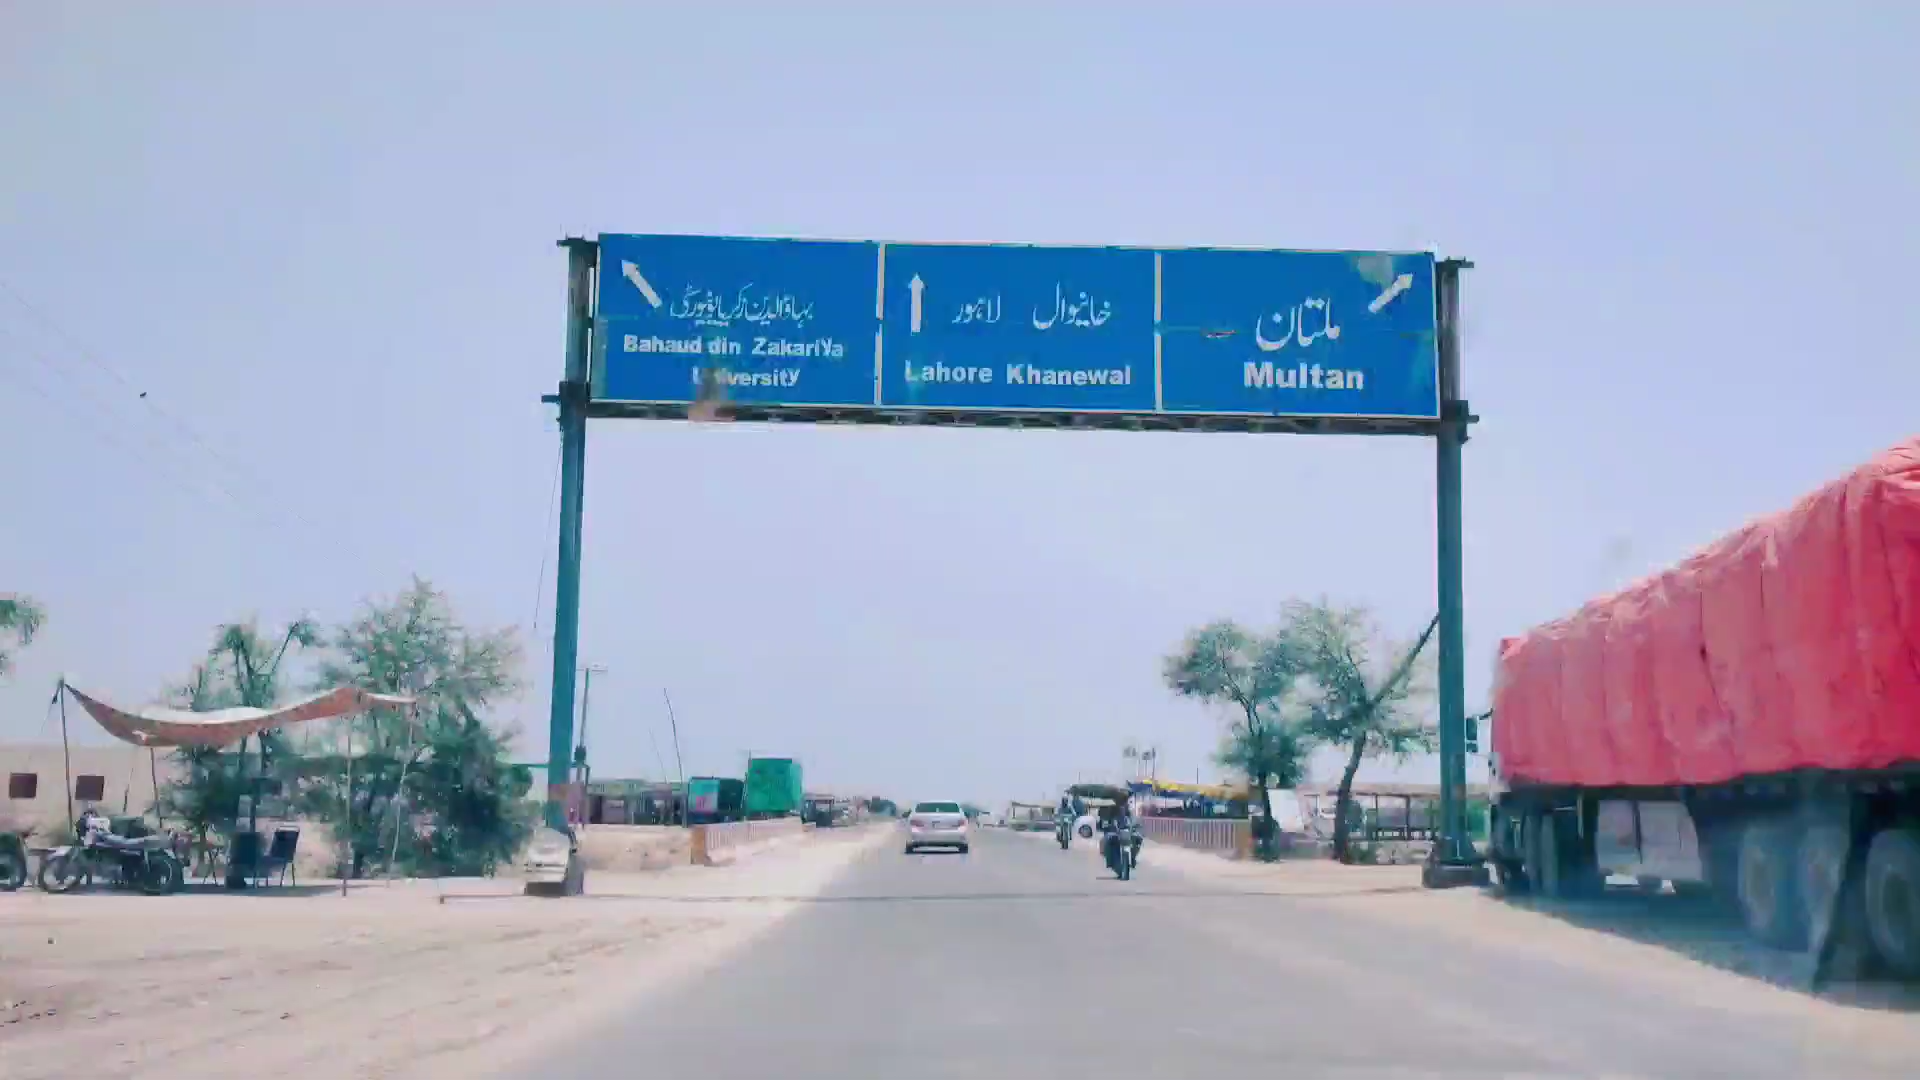 بہاؤالدین زکریا یونیورسٹی
Bahaud din Zakariya
University
لاہور خانیوال
Lahore Khanewal
ملتان
Multan